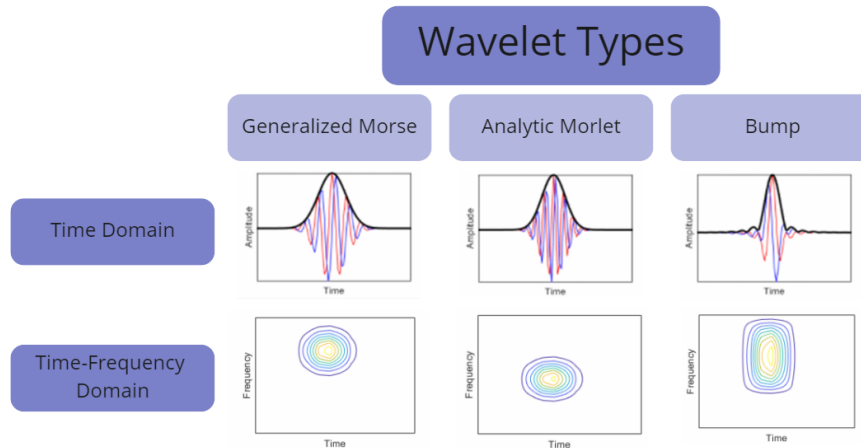 Wavelet Types
Generalized Morse
Analytic Morlet
Bump
Time Domain
Amplitude
Time
Amplitude
Time
Amplitude
Time
Time-Frequency
Domain
Frequency
Time
Frequency
Time
Frequency
Time